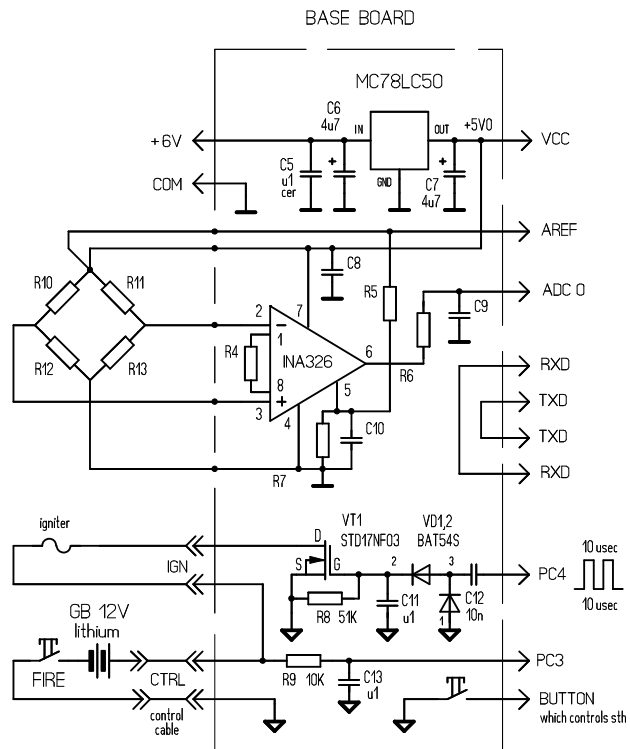 BASE BOARD
MC78LC50
C6
4u7
IN
OUT
+5V0
+6V
VCC
C5
u1
cer
+
+
GND
C7
4u7
COM
AREF
R10
R11
C8
R5
ADC 0
C9
2
7
1
R4
INA326
6
R6
R12
R13
8
5
RXD
3
4
C10
TXD
TXD
R7
RXD
igniter
VT1
STD17NF03
VD1,2
BAT54S
D
S
G
2
3
10 usec
IGN
PC4
10 usec
R8 51K
C11
u1
1
C12
10n
GB 12V
lithium
FIRE
CTRL
R9 10K
C13
u1
PC3
control
cable
BUTTON
which controls sth